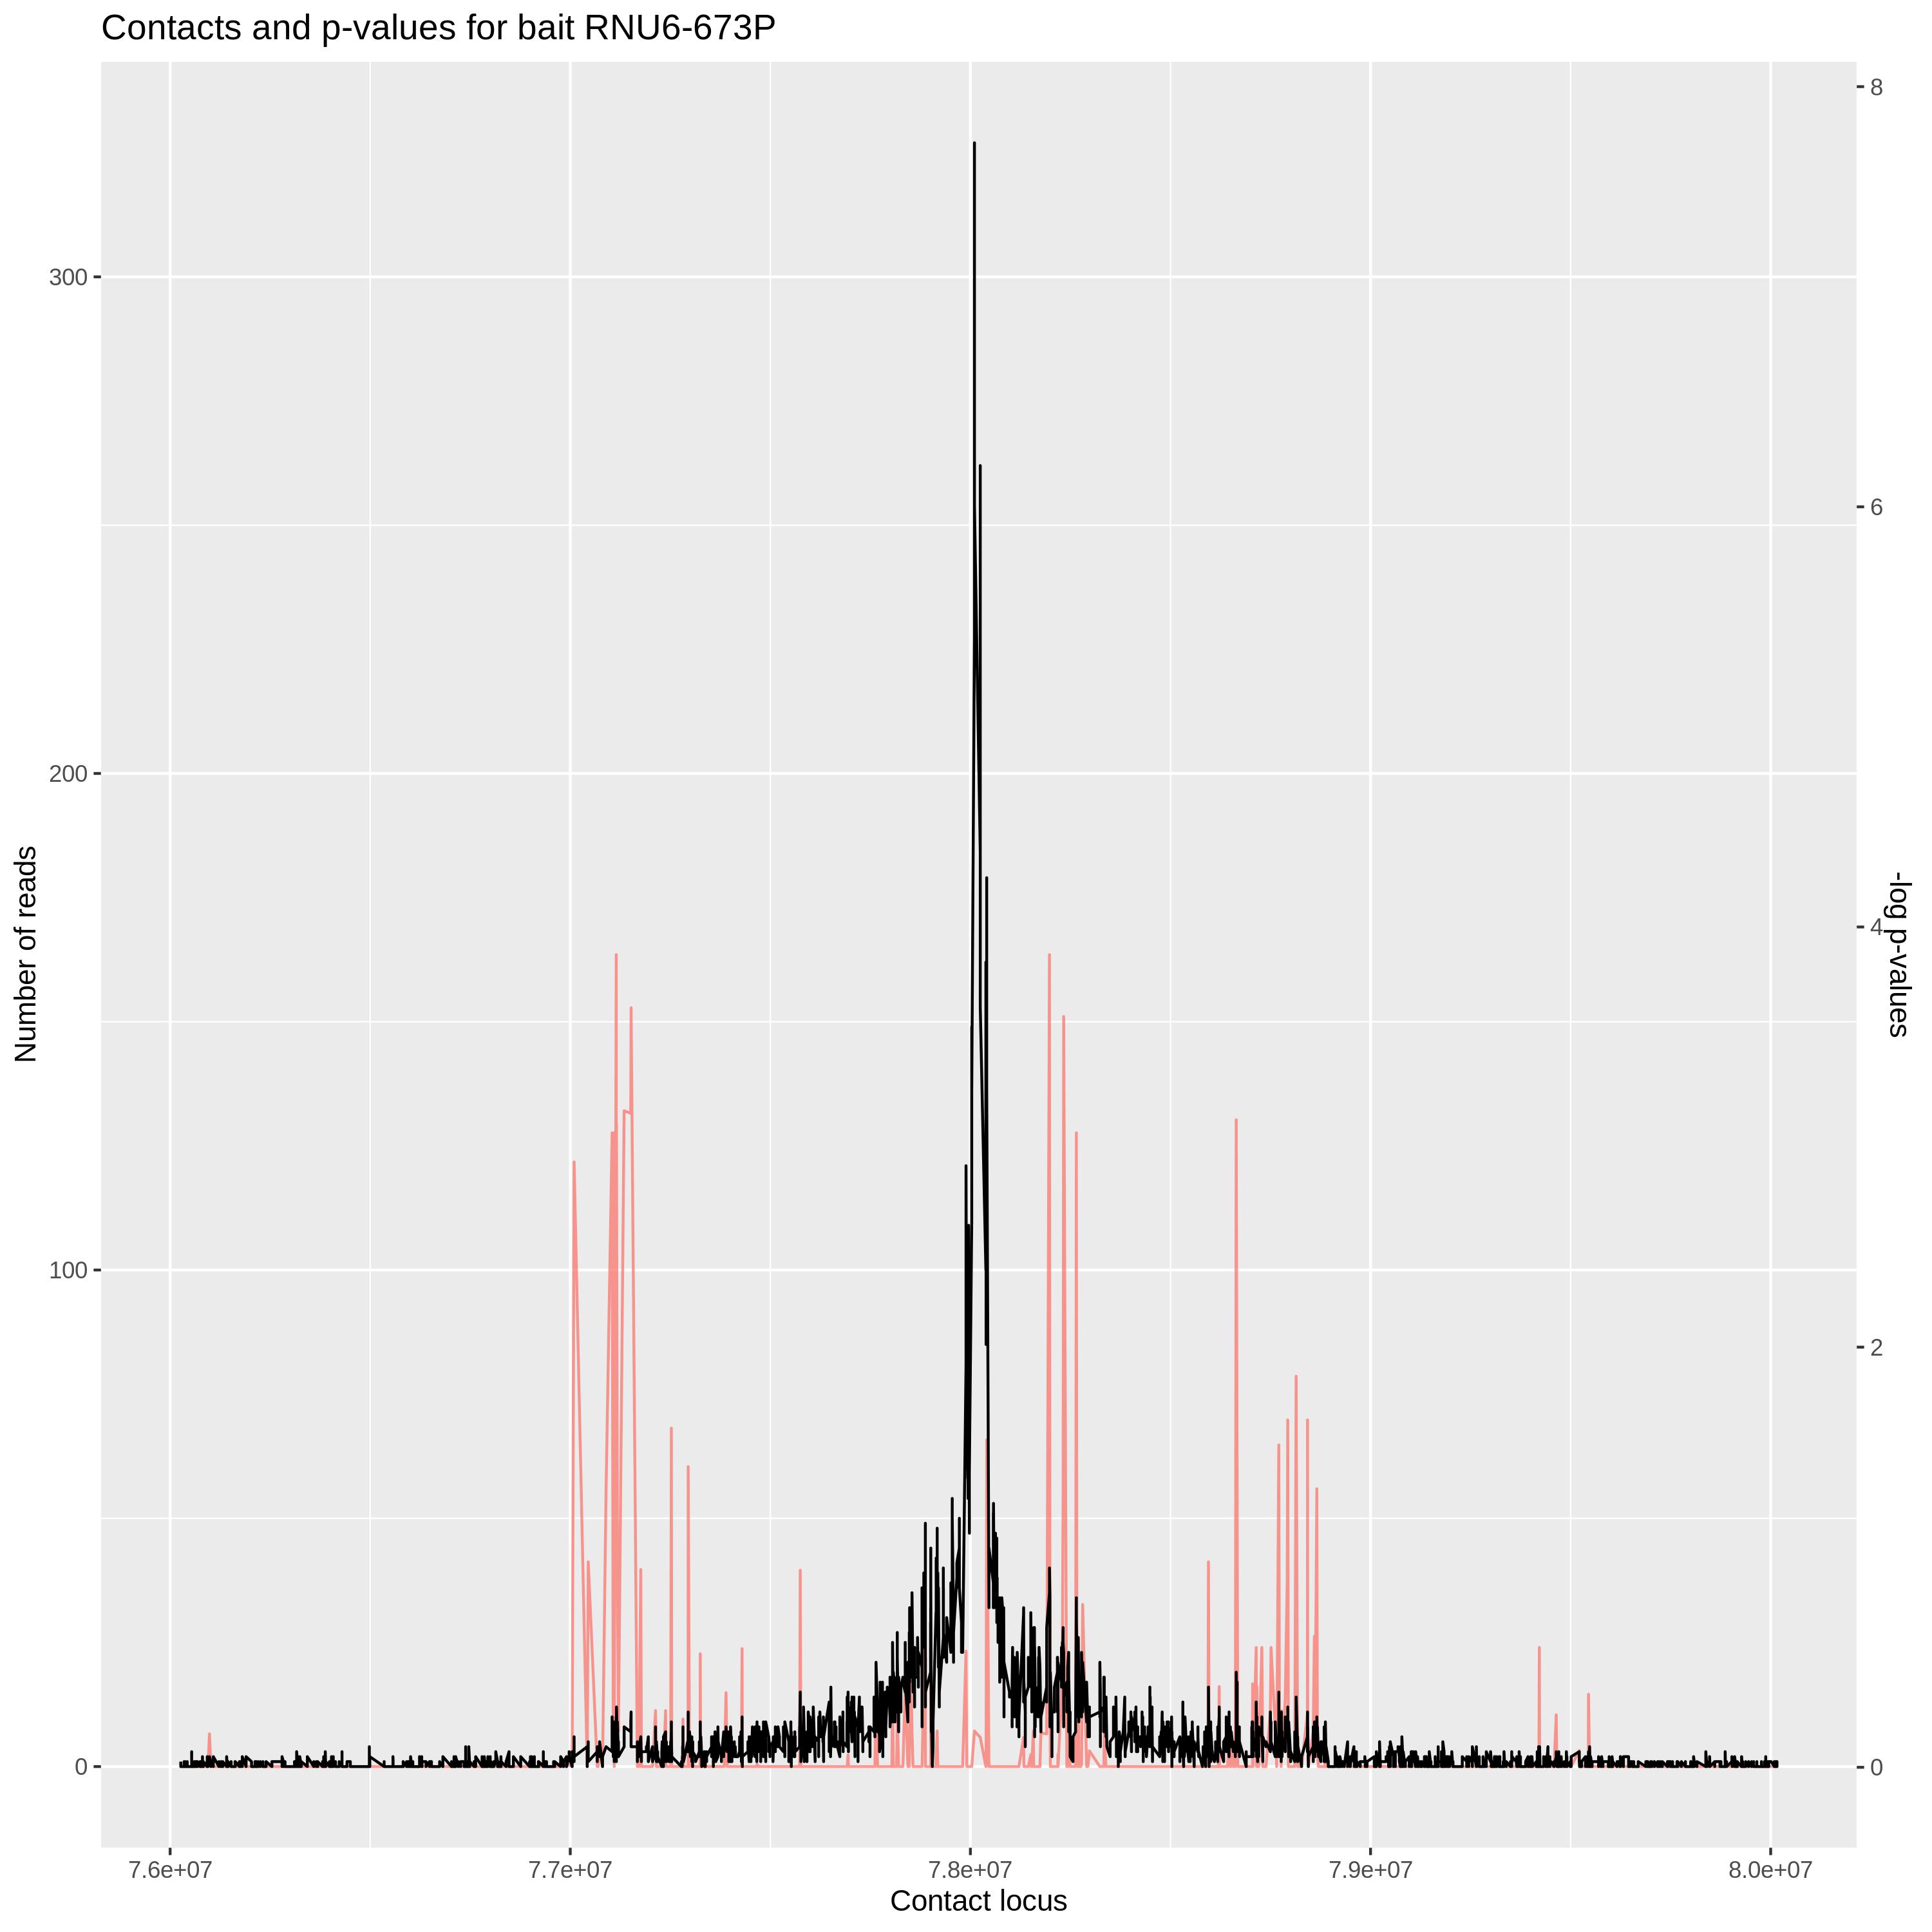 Contacts and p-values for bait RNU6-673P
Number of reads
300
200
100
0
8
6
4
2
0
-log p-values
7.6e+07 7.7e+07 7.8e+07 7.9e+07 8.0e+07
Contact locus